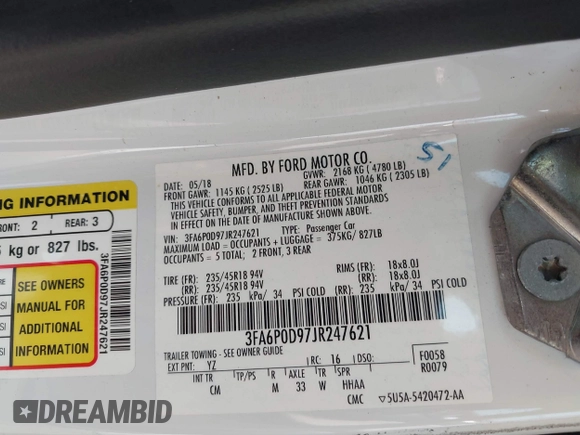 MFD. BY FORD MOTOR CO.
51
DATE: 05/18 GVWR: 2168 KG ( 4780 LB)
FRONT GAWR: 1145 KG ( 2525 LB) REAR GAWR: 1046 KG ( 2305 LB)
THIS VEHICLE CONFORMS TO ALL APPLICABLE FEDERAL MOTOR
VEHICLE SAFETY, BUMPER, AND THEFT PREVENTION STANDARDS
IN EFFECT ON THE DATE OF MANUFACTURE SHOWN ABOVE.
VIN: 3FA6P0D97JR247621 TYPE: Passenger Car
MAXIMUM LOAD = OCCUPANTS + LUGGAGE = 375KG/ 827LB
OCCUPANTS = 5 TOTAL; 2 FRONT, 3 REAR
TIRE (FR): 235/45R18 94V RIMS (FR): 18x8.0J
(RR): 235/45R18 94V (RR): 18x8.0J
PRESSURE (FR): 235 kPa/ 34 PSI COLD (RR): 235 kPa/ 34 PSI COLD
3FA6P0D97JR247621
TRAILER TOWING - SEE OWNER GUIDE
EXT PNT: YZ RC: 16 DSO: F0058
R0079
INT TR TP/PS R AXLE TR SPR
CM M 33 W HHAA
CMC ▽5U5A-5420472-AA
NG INFORMATION
FRONT: 2 REAR: 3
5 kg or 827 lbs.
SEE OWNERS
MANUAL FOR
ADDITIONAL
INFORMATION
SI
SI
3FA6P0D97JR247621
DREAMBID